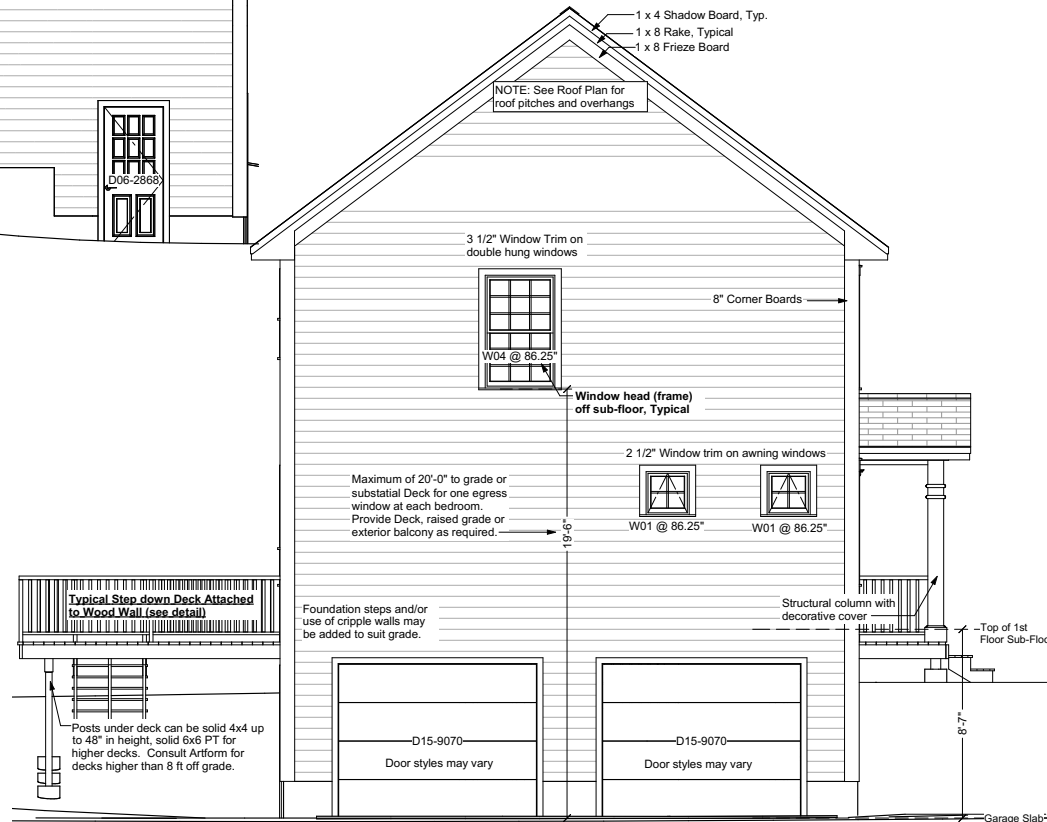 1 x 4 Shadow Board, Typ.
1 x 8 Rake, Typical
1 x 8 Frieze Board
NOTE: See Roof Plan for
roof pitches and overhangs
D06-2868
3 1/2" Window Trim on
double hung windows
8" Corner Boards
W04 @ 86.25"
Window head (frame)
off sub-floor, Typical
2 1/2" Window trim on awning windows
Maximum of 20'-0" to grade or
substatial Deck for one egress
window at each bedroom.
Provide Deck, raised grade or
exterior balcony as required.
19'-6"
W01 @ 86.25"
W01 @ 86.25"
Typical Step down Deck Attached
to Wood Wall (see detail)
Foundation steps and/or
use of cripple walls may
be added to suit grade.
Structural column with
decorative cover
Top of 1st
Floor Sub-Floo
8'-7"
Posts under deck can be solid 4x4 up
to 48" in height, solid 6x6 PT for
higher decks. Consult Artform for
decks higher than 8 ft off grade.
D15-9070
Door styles may vary
D15-9070
Door styles may vary
Garage Slab